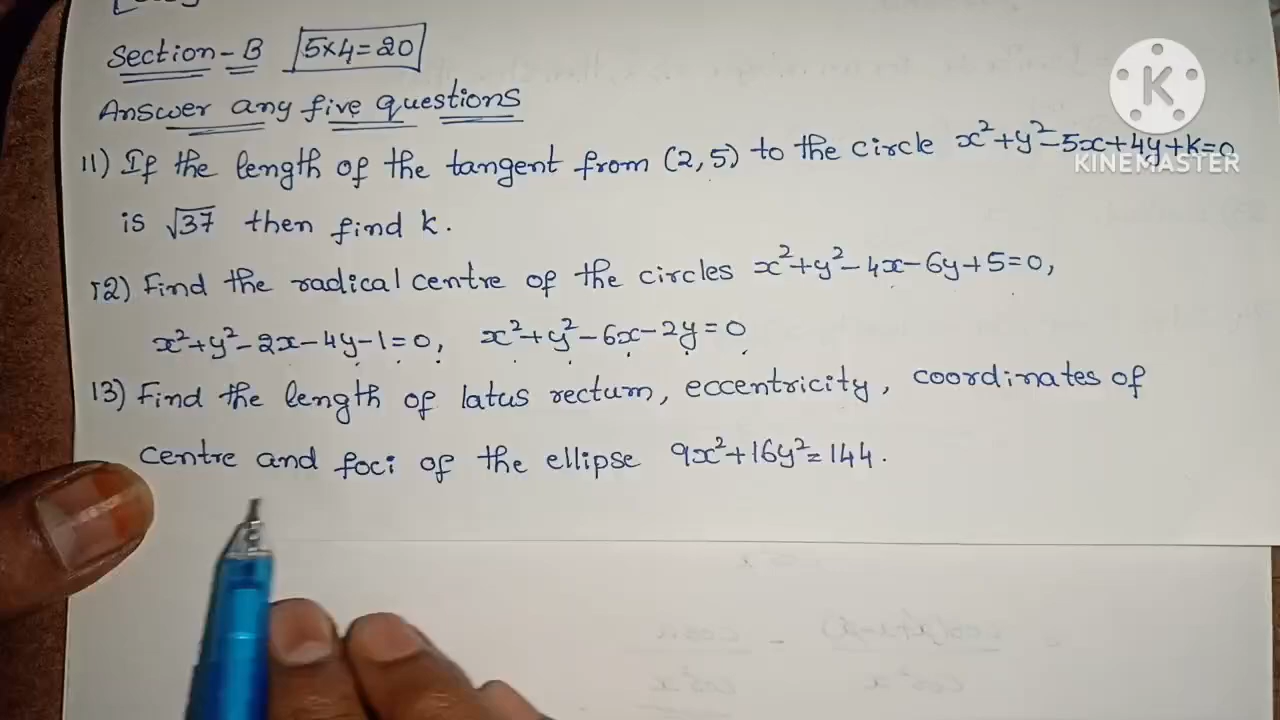 Section-B 5×4=20
Answer any five questions
11) If the length of the tangent from (2,5) to the circle x²+y²-5x+4y+k=0
K
KINEMASTER
is √37 then find k.
12) Find the radical centre of the circles x²+y²-4x-6y+5=0,
x²+y²-2x-4y-1=0, x²+y²-6x-2y=0
13) Find the length of latus rectum, eccentricity, coordinates of
centre and foci of the ellipse 9x²+16y²=144.